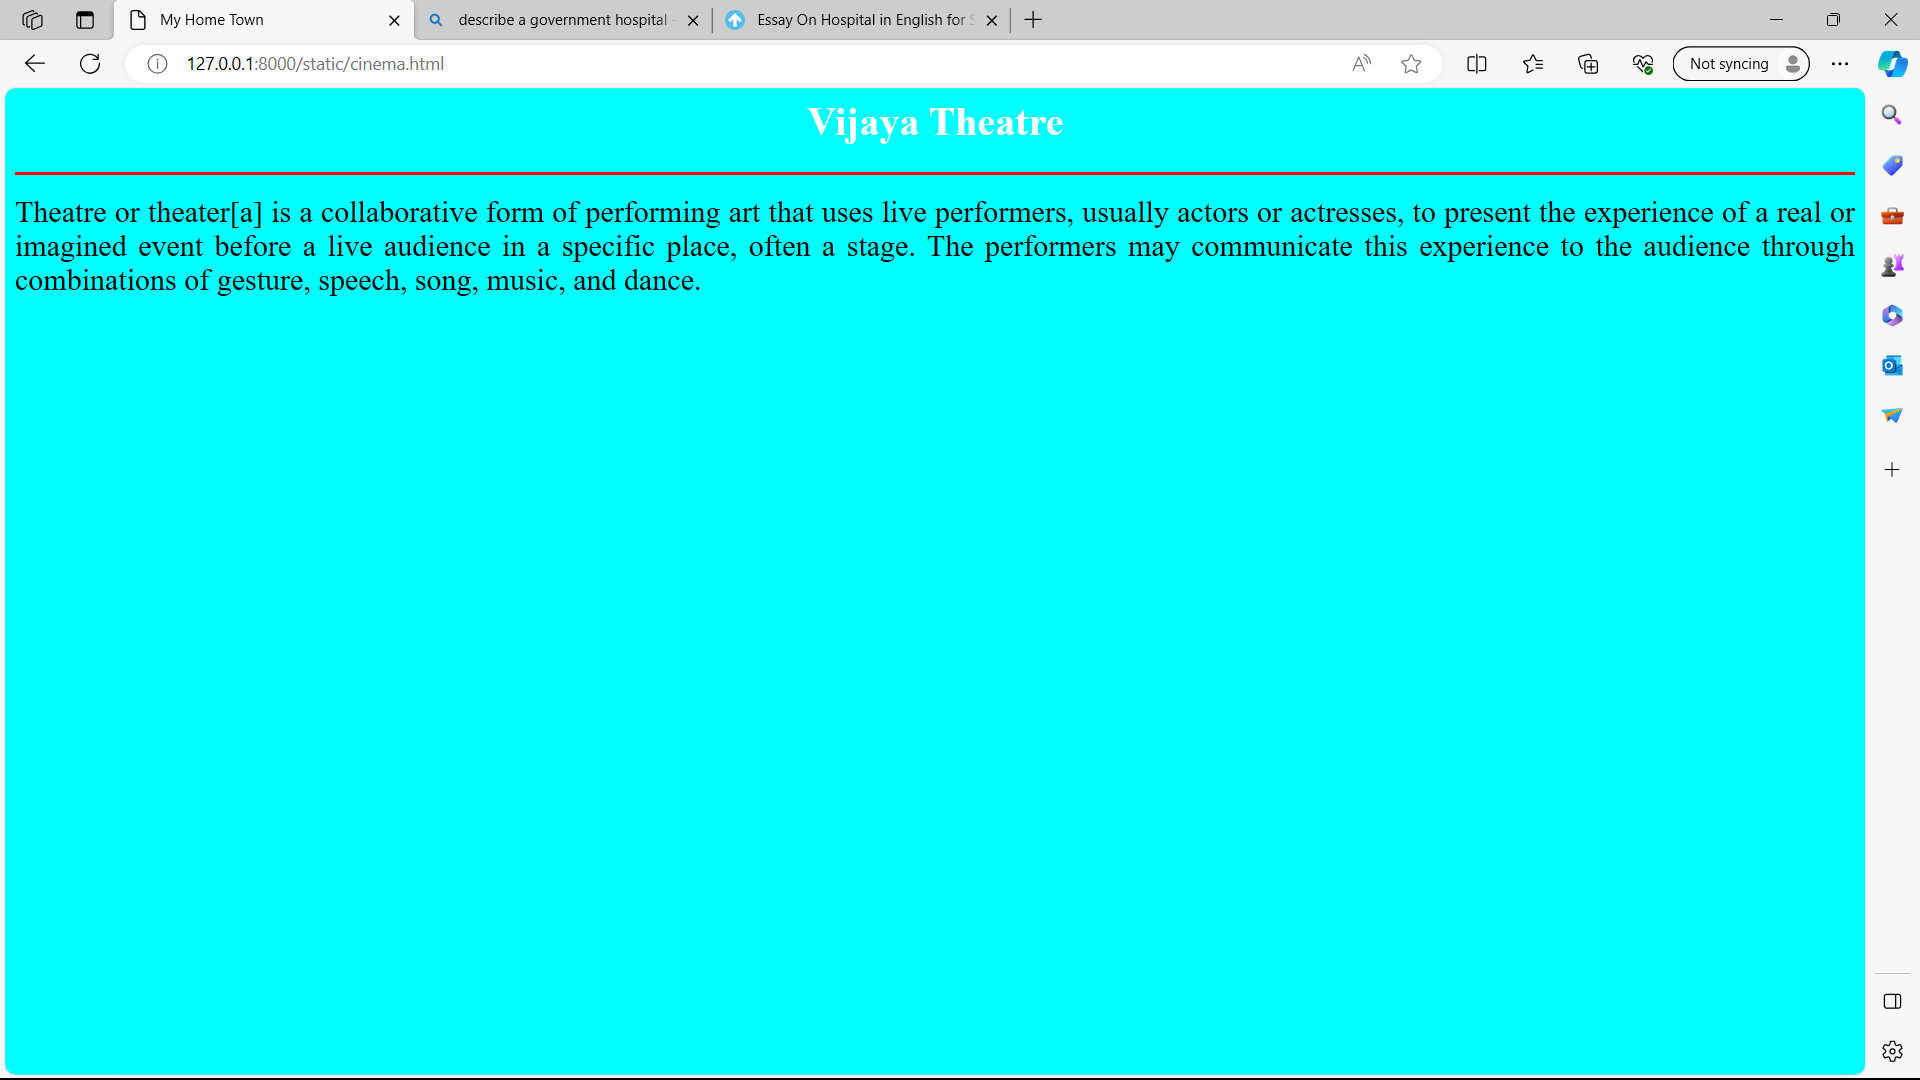 My Home Town
describe a government hospital -
Essay On Hospital in English for S
127.0.0.1:8000/static/cinema.html
Not syncing
Vijaya Theatre
Theatre or theater[a] is a collaborative form of performing art that uses live performers, usually actors or actresses, to present the experience of a real or
imagined event before a live audience in a specific place, often a stage. The performers may communicate this experience to the audience through
combinations of gesture, speech, song, music, and dance.